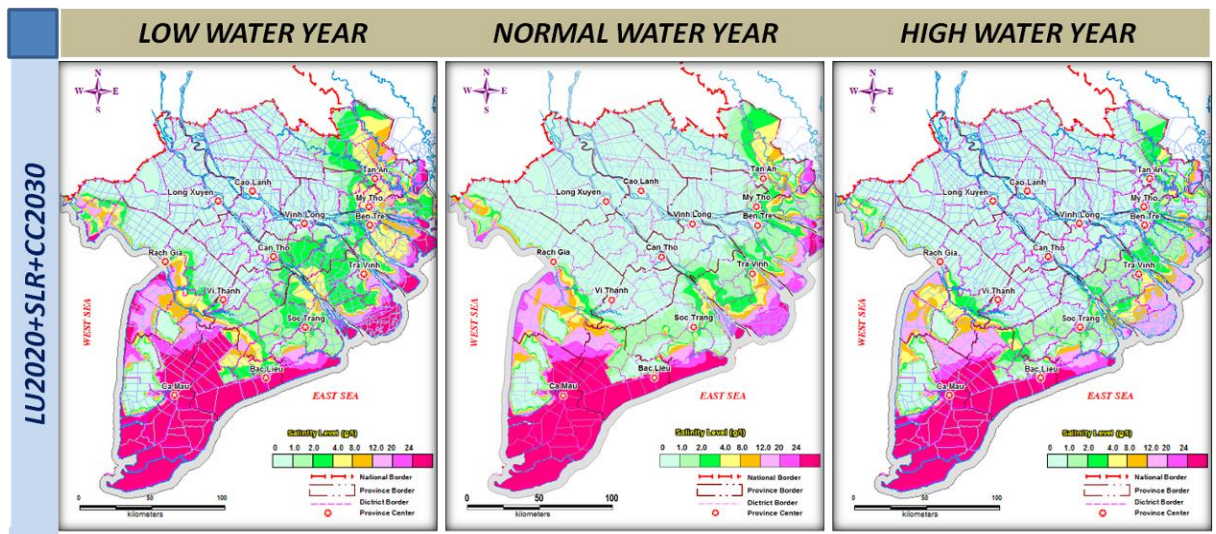 LOW WATER YEAR
NORMAL WATER YEAR
HIGH WATER YEAR
LU2020+SLR+CC2030
N
W E
S
Tan An
Cao Lanh
Long Xuyen
My Tho
Ben Tre
Vinh Long
Can Tho
Rach Gia
Tra Vinh
Vi Thanh
Soc Trang
WEST SEA
Bac Lieu
Ca Mau
EAST SEA
Salinity Level (g/l)
0 1.0 2.0 4.0 8.0 12.0 20 24
National Border
Province Border
Dictrict Border
Province Center
0 50 100
kilometers
N
W E
S
Tan An
Cao Lanh
Long Xuyen
My Tho
Ben Tre
Vinh Long
Can Tho
Rach Gia
Tra Vinh
Vi Thanh
Soc Trang
WEST SEA
Bac Lieu
Ca Mau
EAST SEA
Salinity Level (g/l)
0 1.0 2.0 4.0 8.0 12.0 20 24
National Border
Province Border
Dictrict Border
Province Center
0 50 100
kilometers
N
W E
S
Tan An
Cao Lanh
Long Xuyen
My Tho
Ben Tre
Vinh Long
Can Tho
Rach Gia
Tra Vinh
Vi Thanh
Soc Trang
WEST SEA
Bac Lieu
Ca Mau
EAST SEA
Salinity Level (g/l)
0 1.0 2.0 4.0 8.0 12.0 20 24
National Border
Province Border
Dictrict Border
Province Center
0 50 100
kilometers